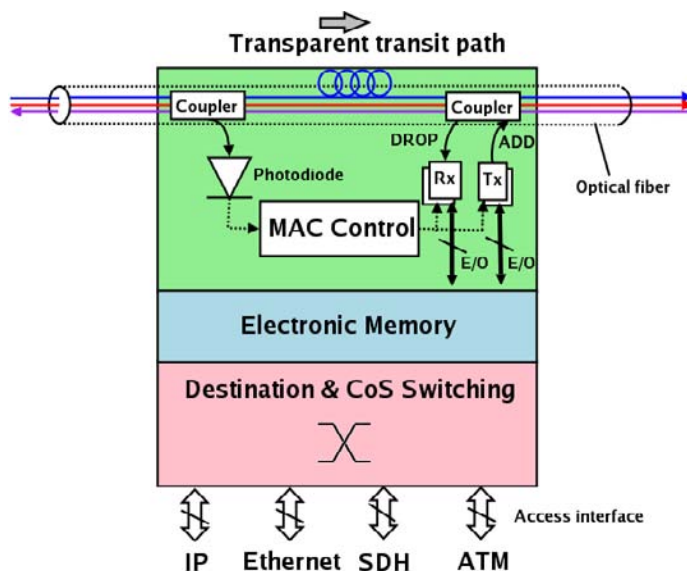 Transparent transit path
Coupler
Coupler
DROP
ADD
Optical fiber
Photodiode
Rx
Tx
MAC Control
E/O
E/O
Electronic Memory
Destination & CoS Switching
Access interface
IP
Ethernet
SDH
ATM